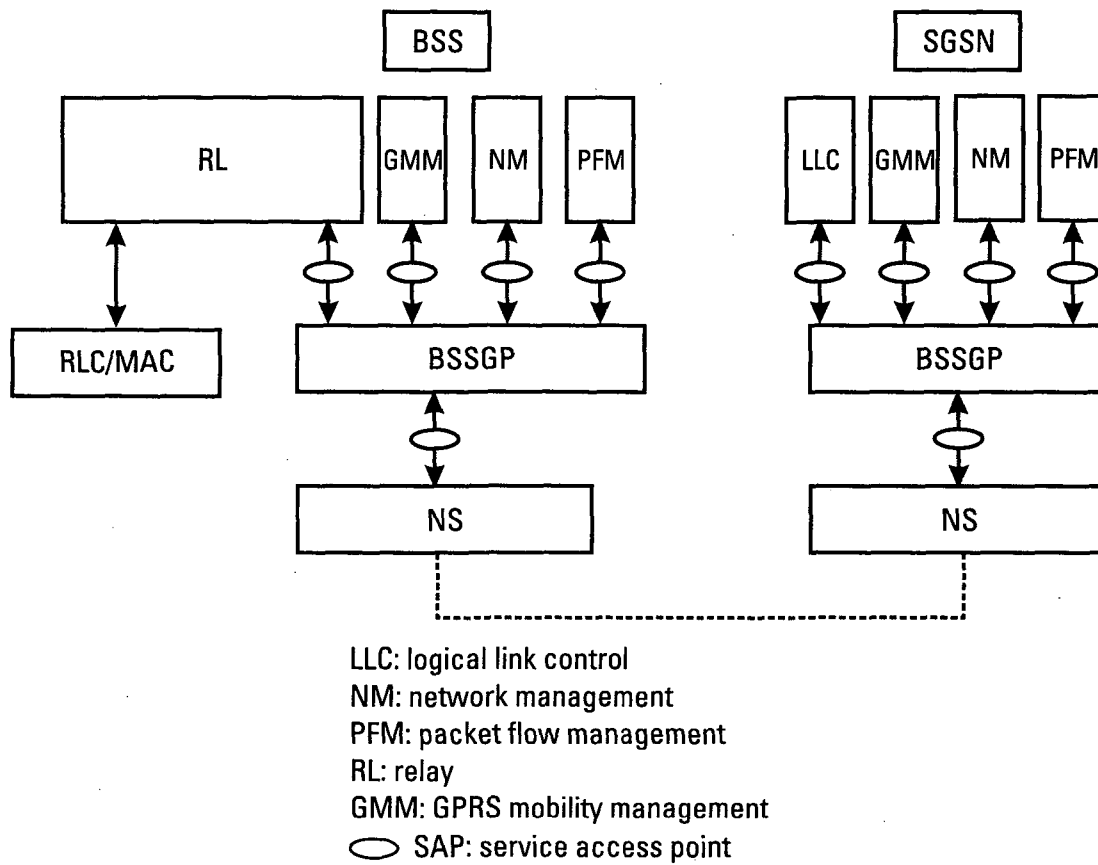 BSS
SGSN
RL
GMM
NM
PFM
LLC
GMM
NM
PFM
RLC/MAC
BSSGP
BSSGP
NS
NS
LLC: logical link control
NM: network management
PFM: packet flow management
RL: relay
GMM: GPRS mobility management
SAP: service access point